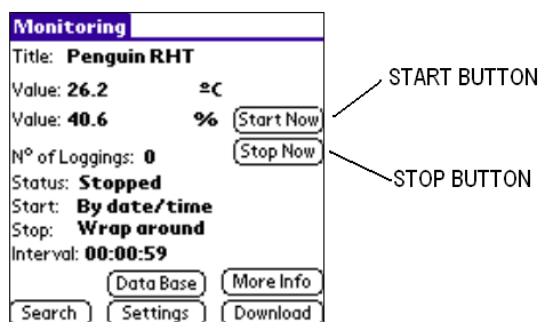 Monitoring
Title: Penguin RHT
Value: 26.2 ºC
START BUTTON
Value: 40.6 % Start Now
Nº of Loggings: 0 Stop Now
STOP BUTTON
Status: Stopped
Start: By date/time
Stop: Wrap around
Interval: 00:00:59
Data Base More Info
Search Settings Download